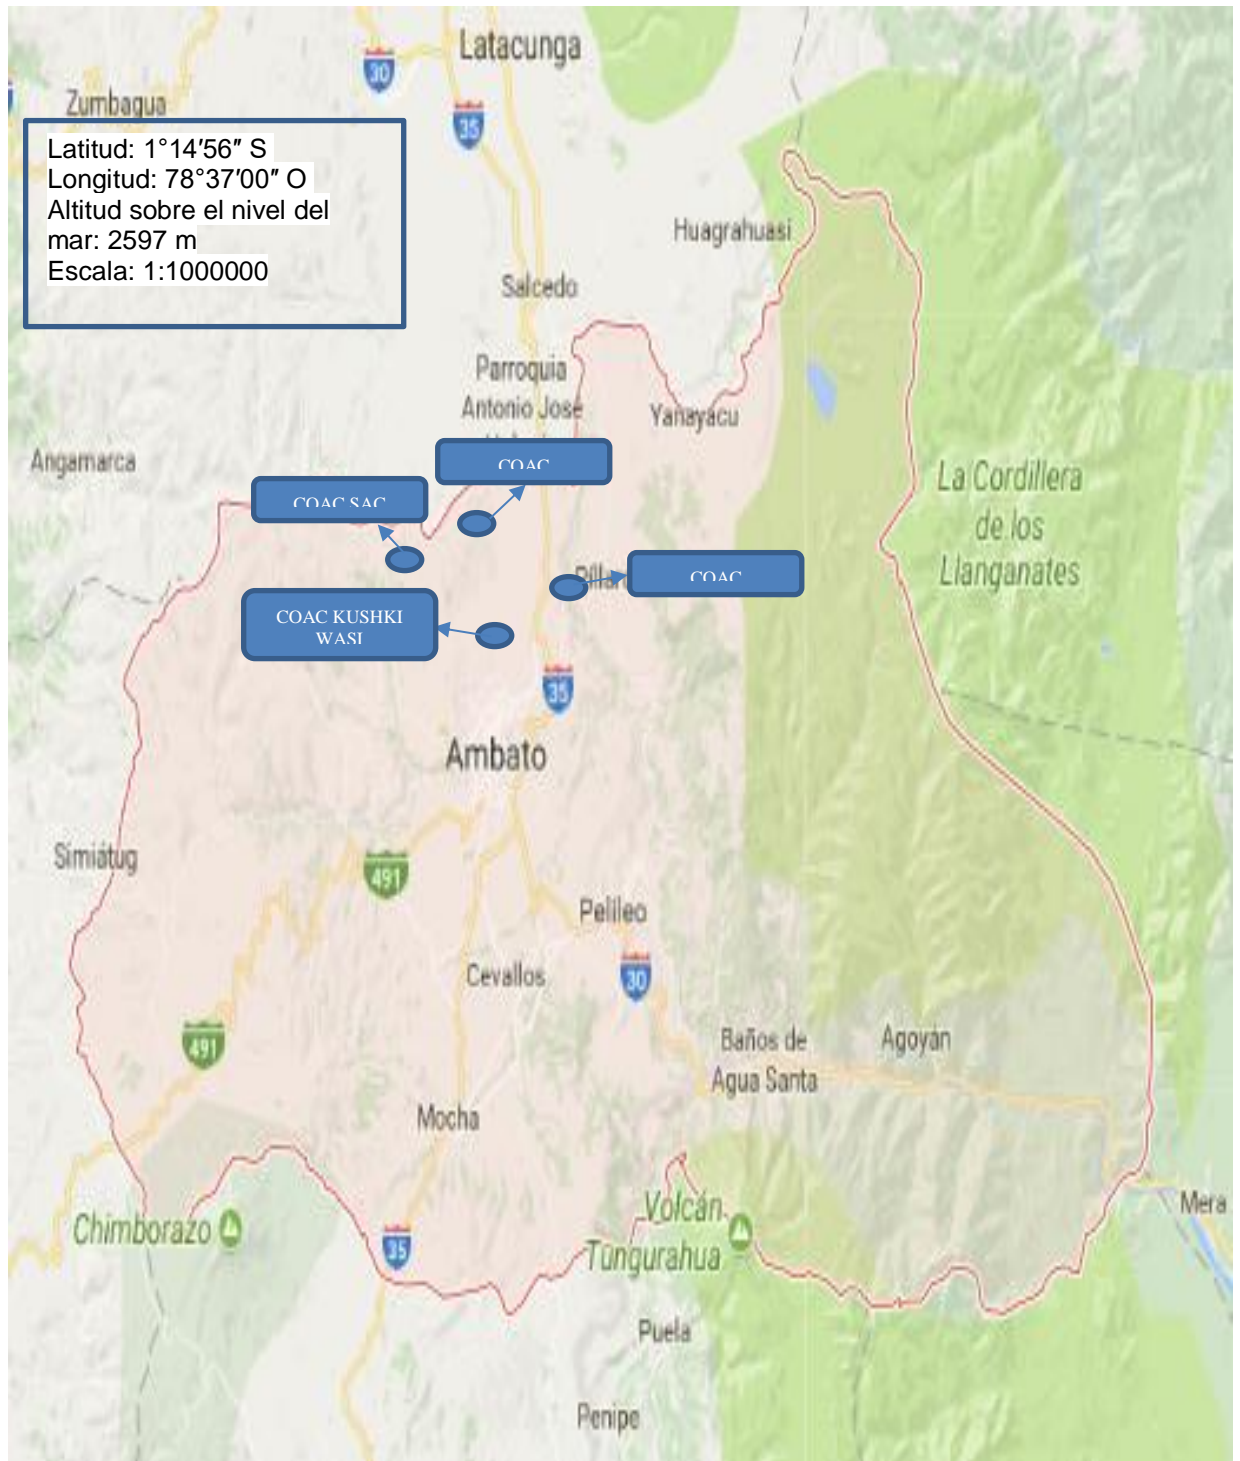 Latacunga
30
35
Zumbagua
Latitud: 1°14′56″ S
Longitud: 78°37′00″ O
Altitud sobre el nivel del
mar: 2597 m
Escala: 1:1000000
Huagrahuasi
Salcedo
Parroquia
Antonio José
Yanayacu
Angamarca
COAC
COAC SAC
La Cordillera
de los
Llanganates
COAC
COAC KUSHKI
WASI
35
Ambato
Simiátug
491
Pelileo
Cevallos
30
491
Baños de
Agua Santa
Agoyán
Mocha
Chimborazo
35
Volcán
Tungurahua
Mera
Puela
Penipe